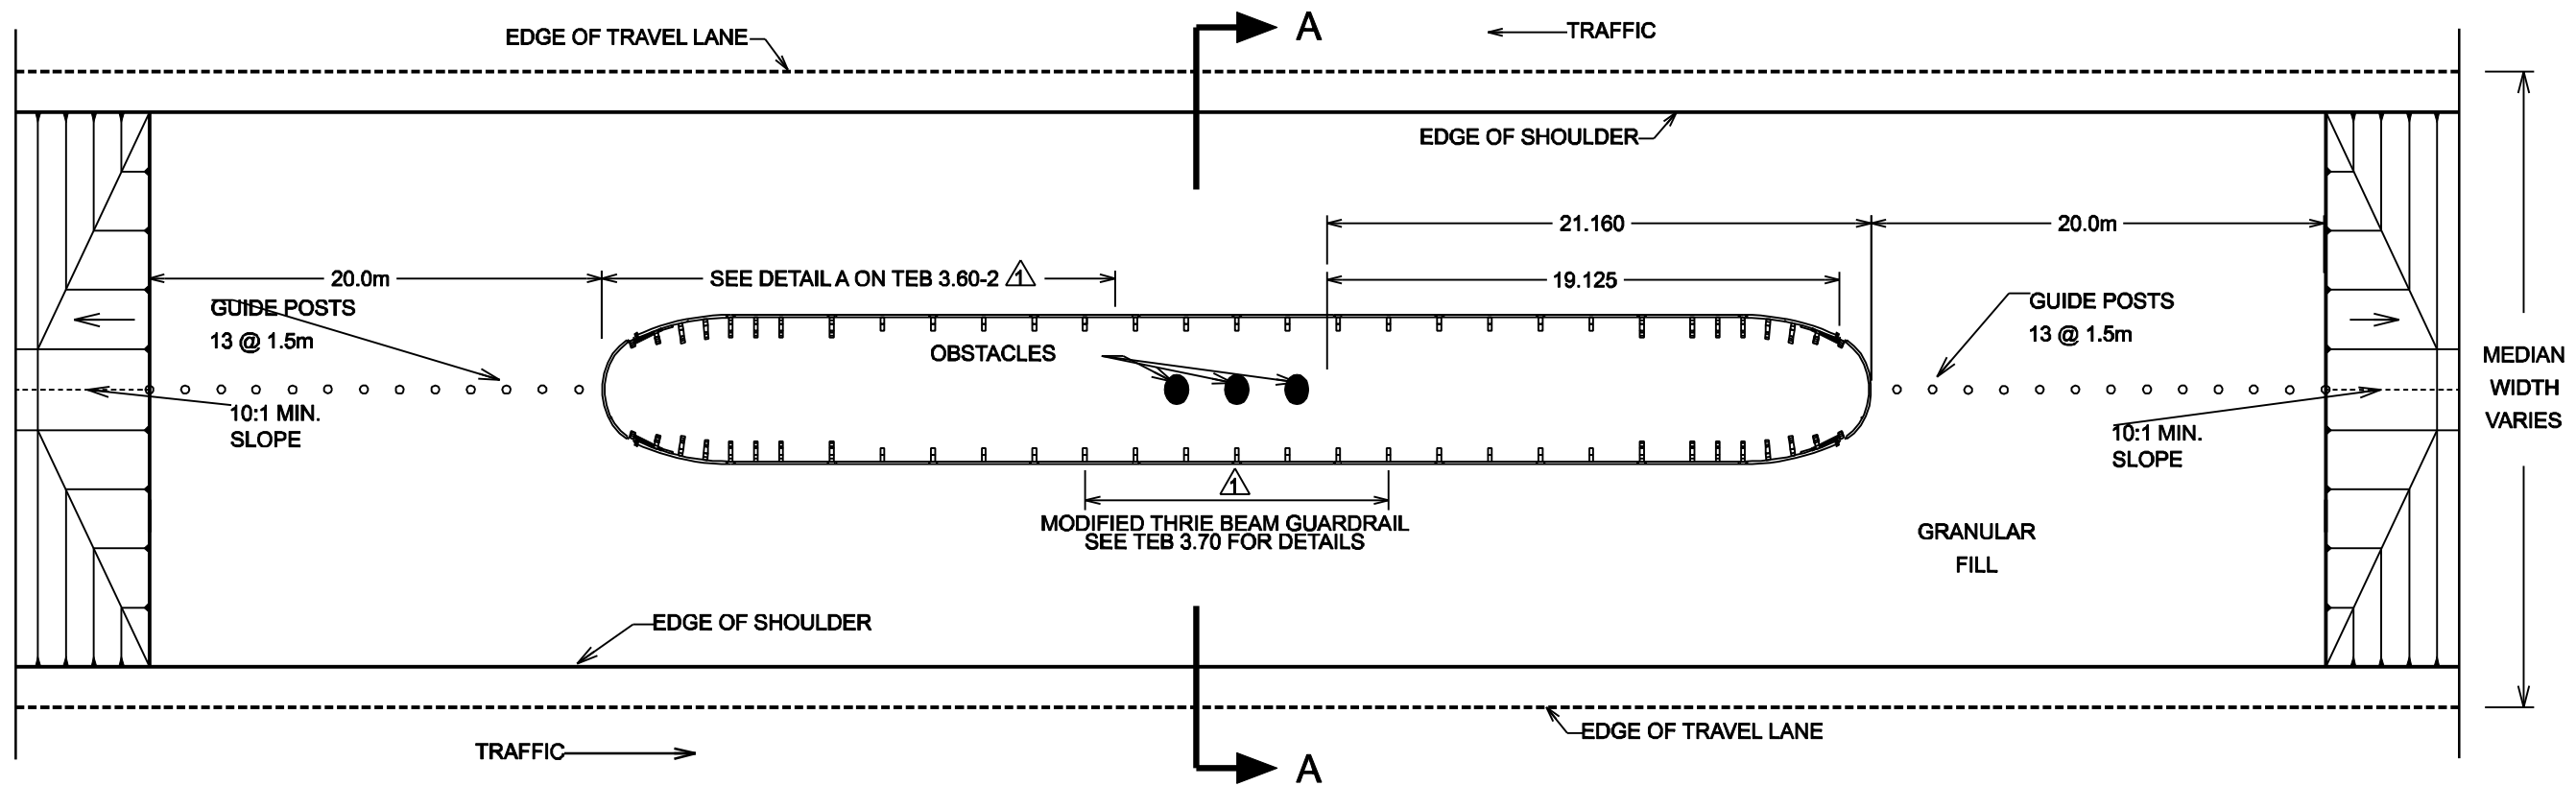 A
TRAFFIC
EDGE OF TRAVEL LANE
EDGE OF SHOULDER
21.160
20.0m
20.0m
SEE DETAIL A ON TEB 3.60-2 1
19.125
GUIDE POSTS
13 @ 1.5m
GUIDE POSTS
13 @ 1.5m
OBSTACLES
MEDIAN
WIDTH
VARIES
10:1 MIN.
SLOPE
10:1 MIN.
SLOPE
1
MODIFIED THRIE BEAM GUARDRAIL
SEE TEB 3.70 FOR DETAILS
GRANULAR
FILL
EDGE OF SHOULDER
EDGE OF TRAVEL LANE
TRAFFIC
A